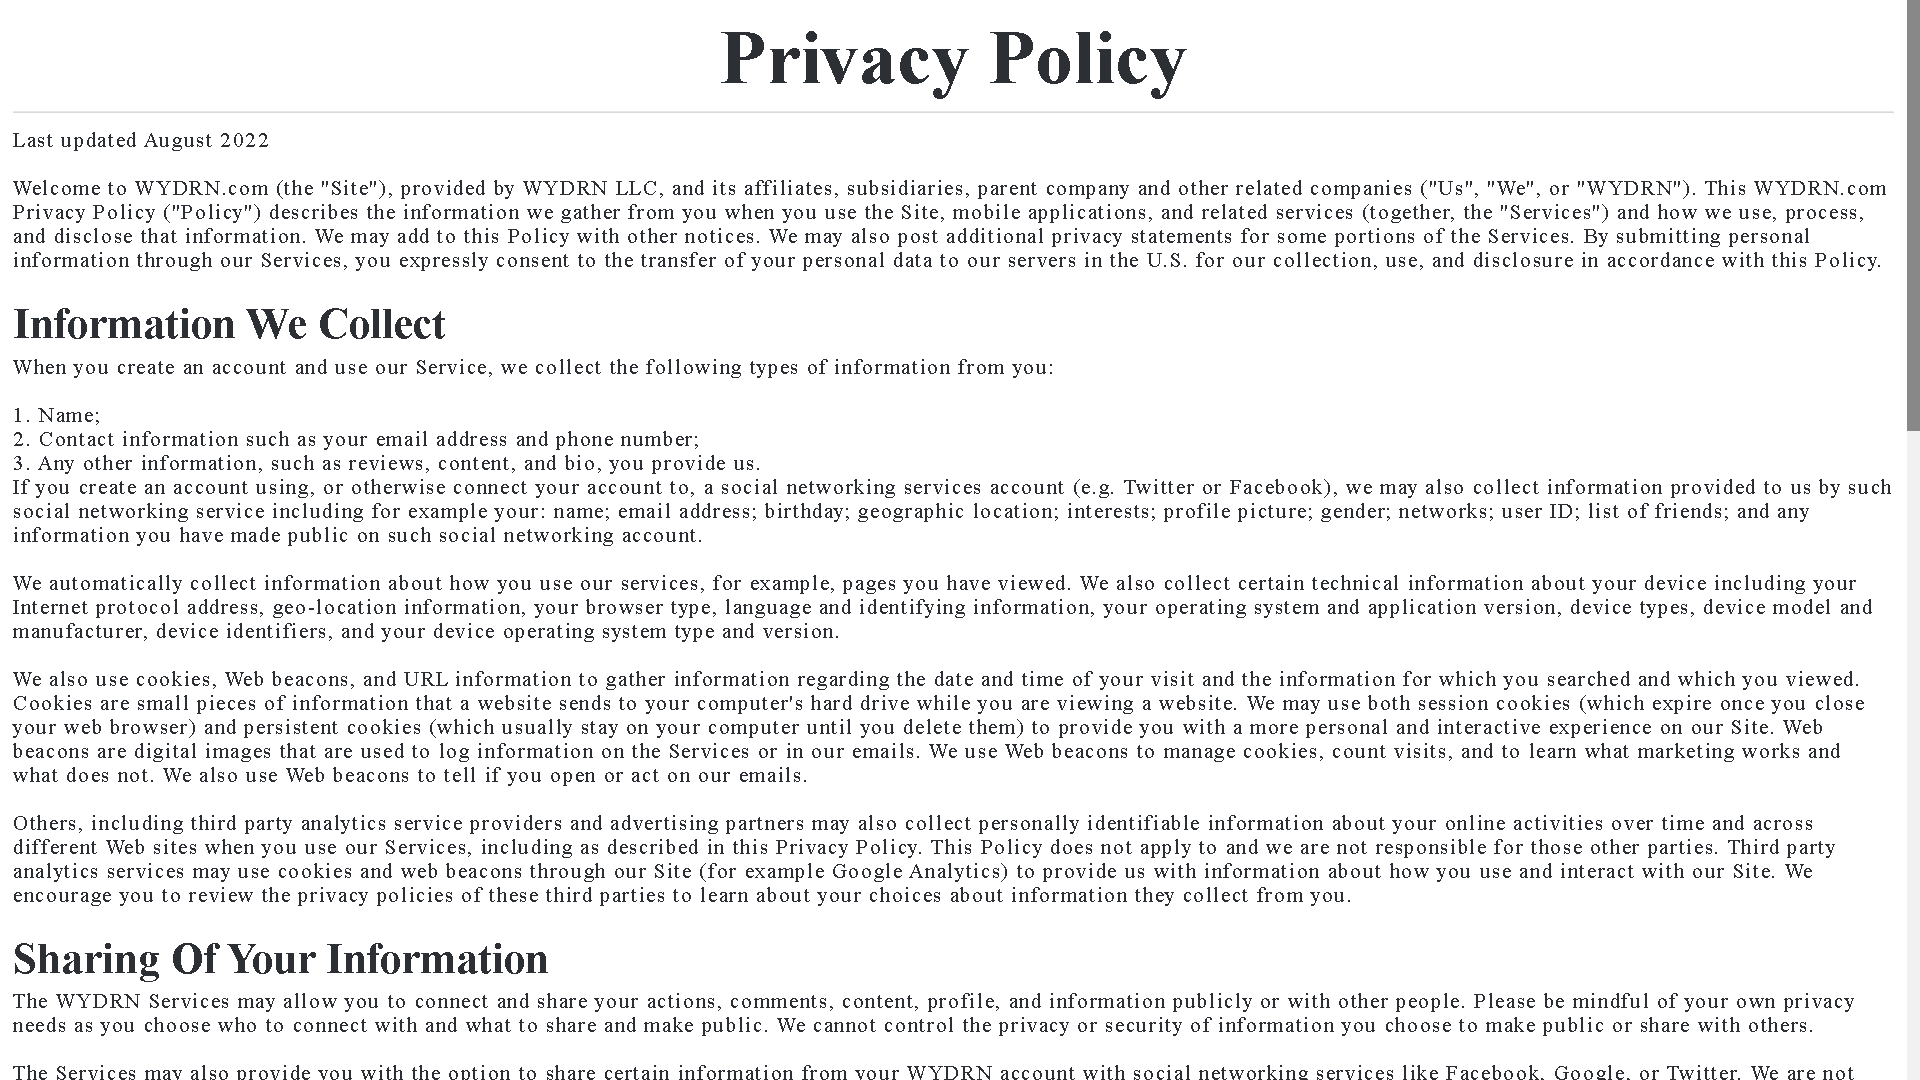 Privacy Policy
Last updated August 2022
Welcome to WYDRN.com (the "Site"), provided by WYDRN LLC, and its affiliates, subsidiaries, parent company and other related companies ("Us", "We", or "WYDRN"). This WYDRN.com
Privacy Policy ("Policy") describes the information we gather from you when you use the Site, mobile applications, and related services (together, the "Services") and how we use, process,
and disclose that information. We may add to this Policy with other notices. We may also post additional privacy statements for some portions of the Services. By submitting personal
information through our Services, you expressly consent to the transfer of your personal data to our servers in the U.S. for our collection, use, and disclosure in accordance with this Policy.
Information We Collect
When you create an account and use our Service, we collect the following types of information from you:
1. Name;
2. Contact information such as your email address and phone number;
3. Any other information, such as reviews, content, and bio, you provide us.
If you create an account using, or otherwise connect your account to, a social networking services account (e.g. Twitter or Facebook), we may also collect information provided to us by such
social networking service including for example your: name; email address; birthday; geographic location; interests; profile picture; gender; networks; user ID; list of friends; and any
information you have made public on such social networking account.
We automatically collect information about how you use our services, for example, pages you have viewed. We also collect certain technical information about your device including your
Internet protocol address, geo-location information, your browser type, language and identifying information, your operating system and application version, device types, device model and
manufacturer, device identifiers, and your device operating system type and version.
We also use cookies, Web beacons, and URL information to gather information regarding the date and time of your visit and the information for which you searched and which you viewed.
Cookies are small pieces of information that a website sends to your computer's hard drive while you are viewing a website. We may use both session cookies (which expire once you close
your web browser) and persistent cookies (which usually stay on your computer until you delete them) to provide you with a more personal and interactive experience on our Site. Web
beacons are digital images that are used to log information on the Services or in our emails. We use Web beacons to manage cookies, count visits, and to learn what marketing works and
what does not. We also use Web beacons to tell if you open or act on our emails.
Others, including third party analytics service providers and advertising partners may also collect personally identifiable information about your online activities over time and across
different Web sites when you use our Services, including as described in this Privacy Policy. This Policy does not apply to and we are not responsible for those other parties. Third party
analytics services may use cookies and web beacons through our Site (for example Google Analytics) to provide us with information about how you use and interact with our Site. We
encourage you to review the privacy policies of these third parties to learn about your choices about information they collect from you.
Sharing Of Your Information
The WYDRN Services may allow you to connect and share your actions, comments, content, profile, and information publicly or with other people. Please be mindful of your own privacy
needs as you choose who to connect with and what to share and make public. We cannot control the privacy or security of information you choose to make public or share with others.
The Services may also provide you with the option to share certain information from your WYDRN account with social networking services like Facebook, Google, or Twitter. We are not